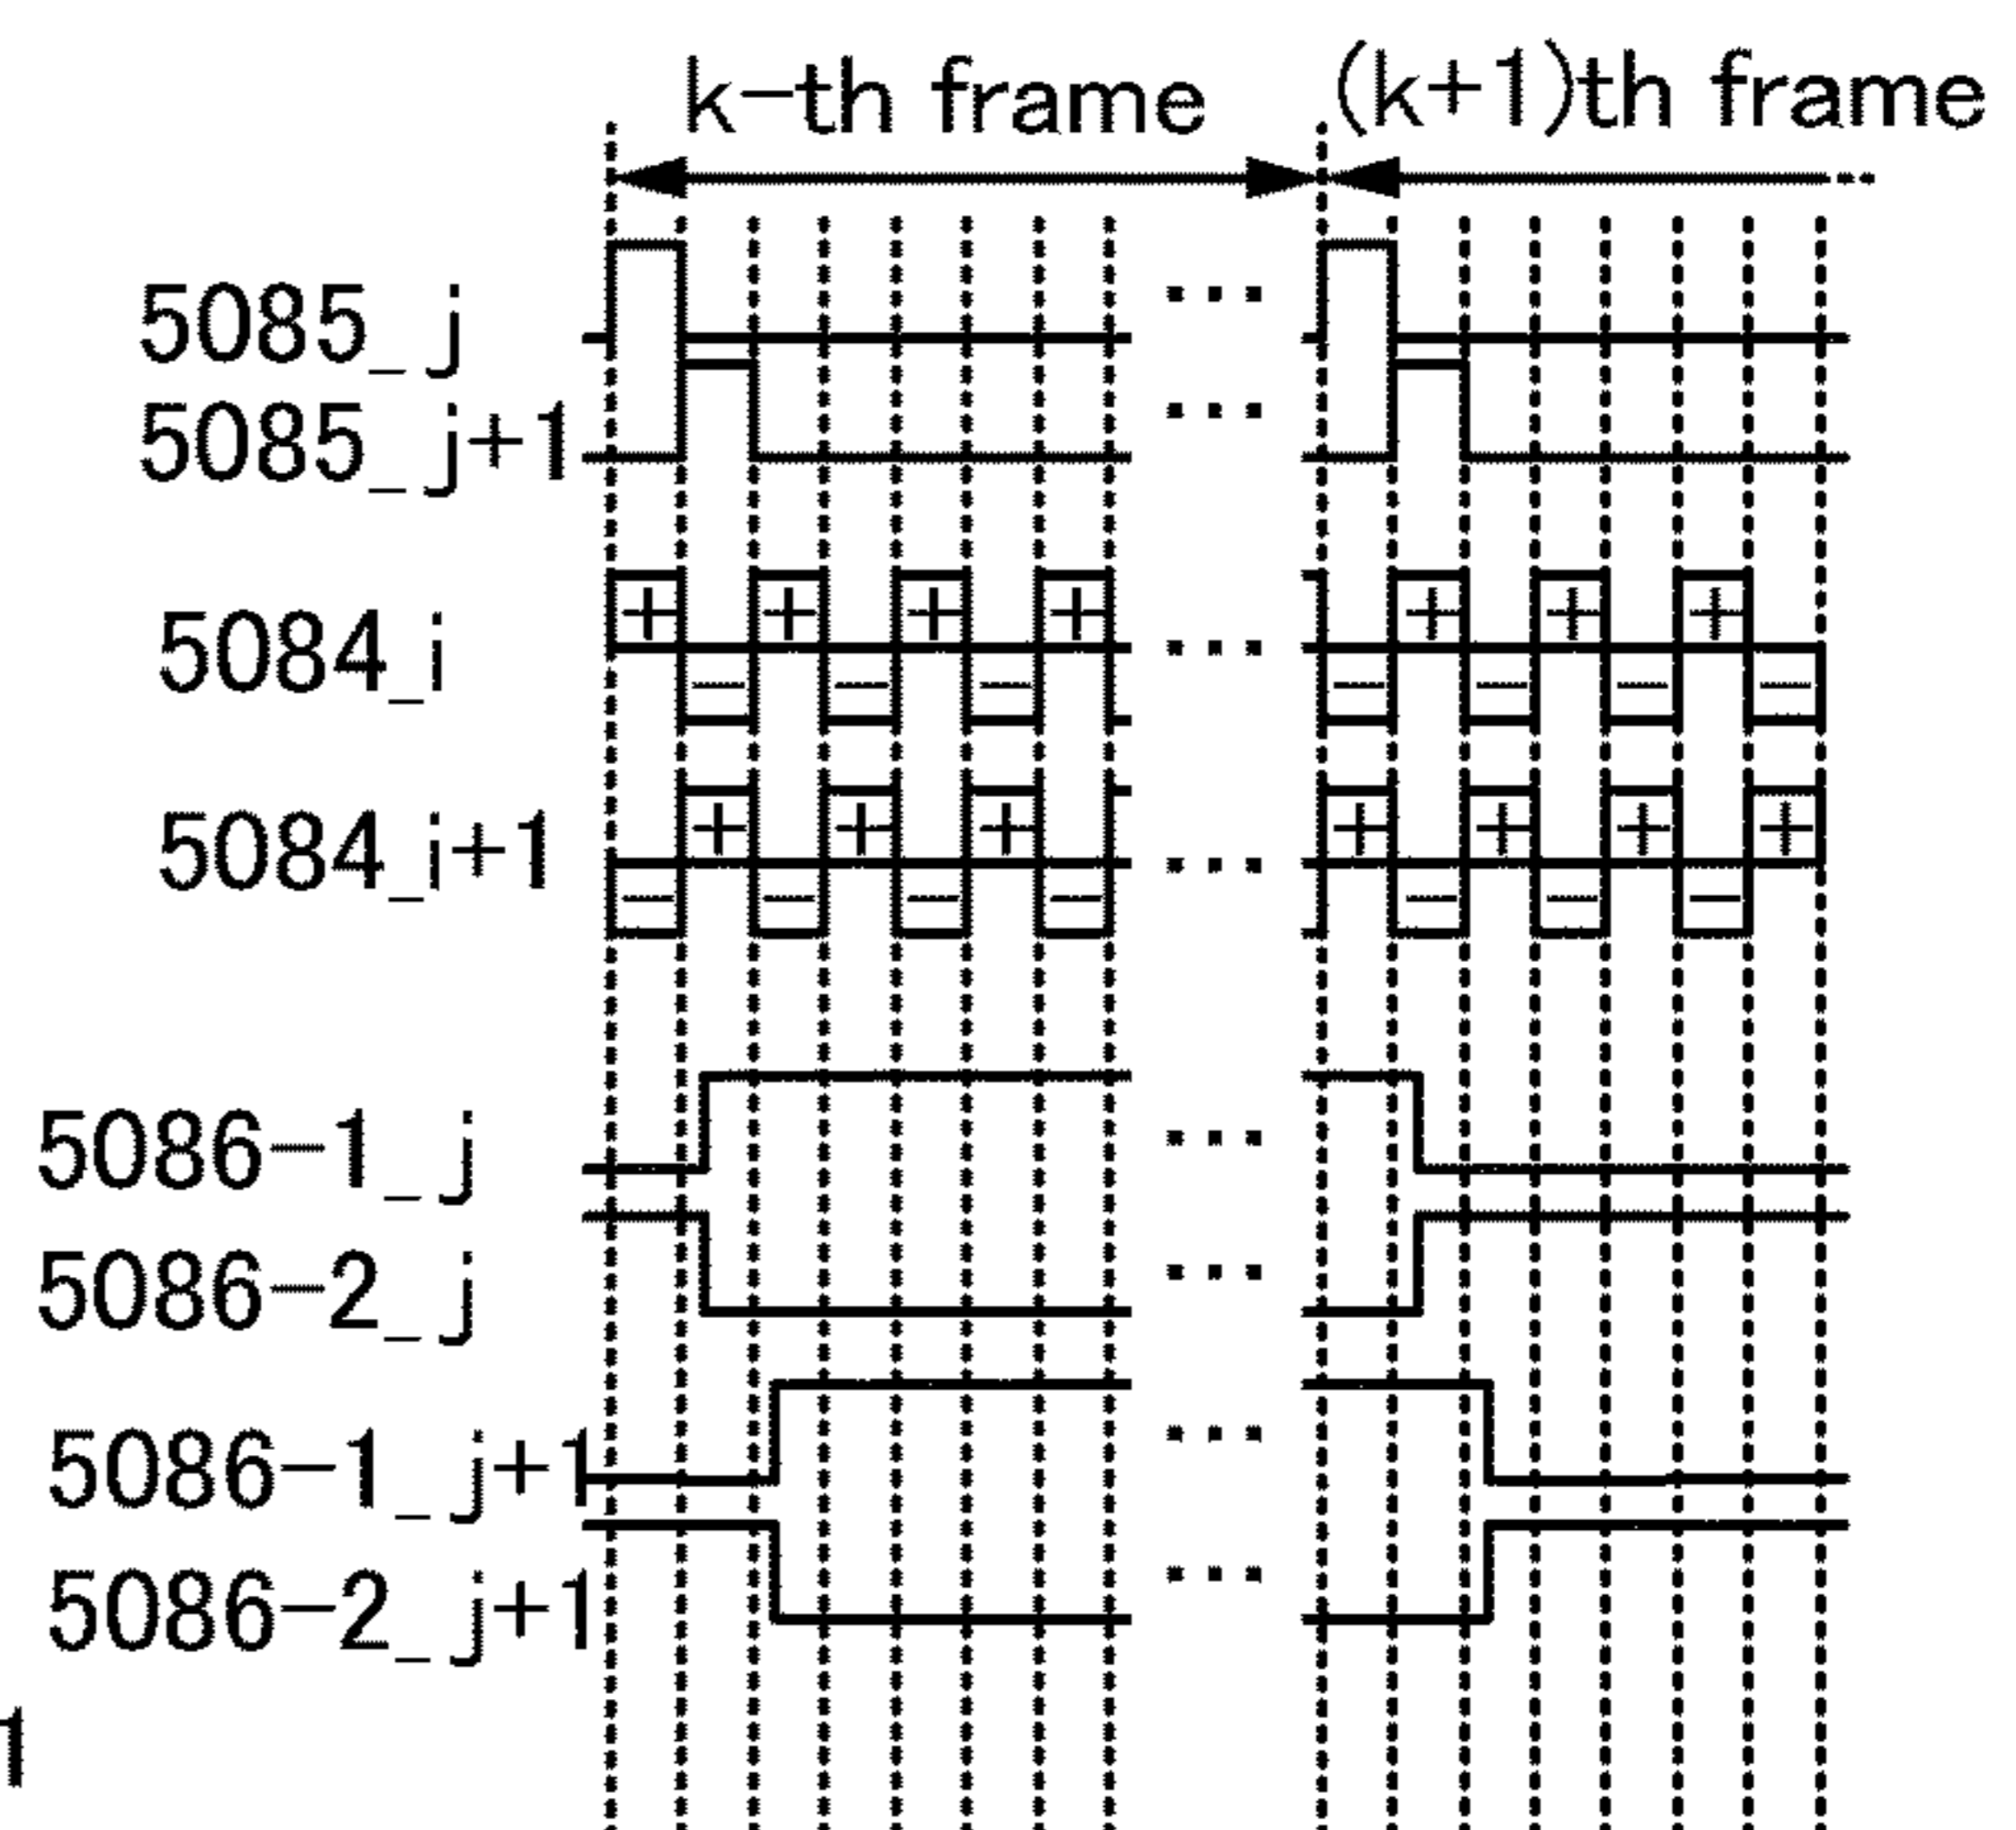 k-th frame (k+1)th frame
5085_j
5085_j+1
5084_i
+ + + +
+ + +
- - -
- - - -
5084_i+1
+ + +
+ + + +
- - - -
- - -
5086-1_j
5086-2_j
5086-1_j+1
5086-2_j+1
1